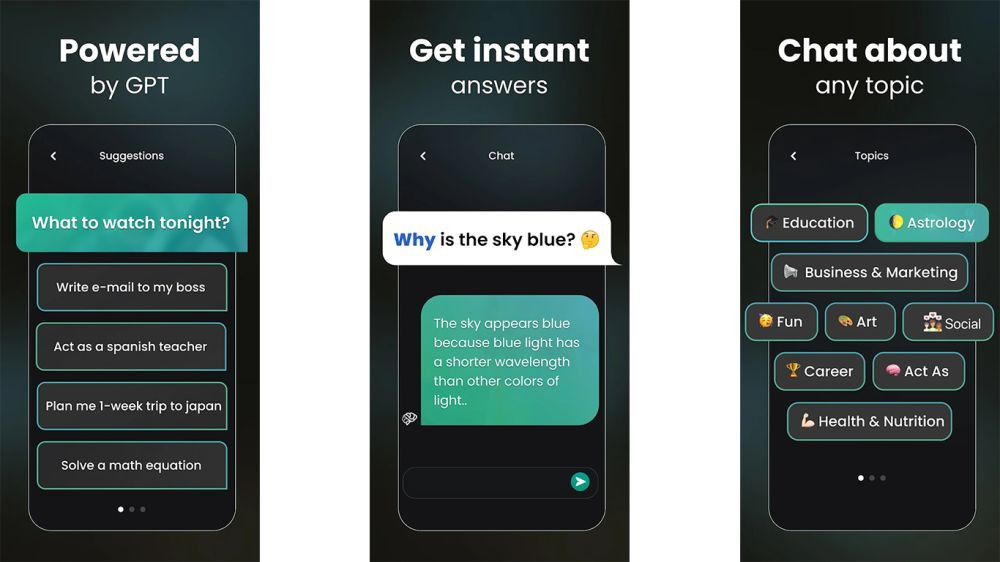 Powered
by GPT
Suggestions
What to watch tonight?
Write e-mail to my boss
Act as a spanish teacher
Plan me 1-week trip to japan
Solve a math equation
Get instant
answers
Chat
Why is the sky blue? 🤔
The sky appears blue
because blue light has
a shorter wavelength
than other colors of
light..
Chat about
any topic
Topics
🎓 Education
🌔 Astrology
📢 Business & Marketing
🥳 Fun
🎨 Art
Social
🏆 Career
🧠 Act As
💪🏻 Health & Nutrition